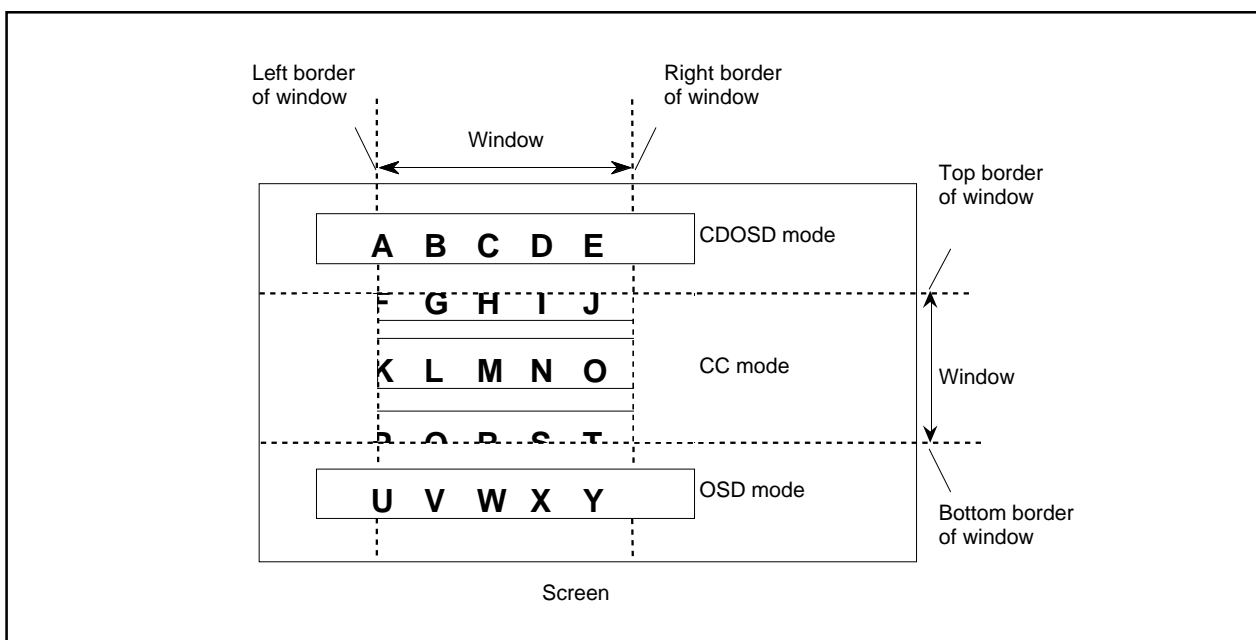 Left border
of window
Right border
of window
Window
Top border
of window
A B C D E
CDOSD mode
F G H I J
K L M N O
CC mode
Window
P Q R S T
U V W X Y
OSD mode
Bottom border
of window
Screen